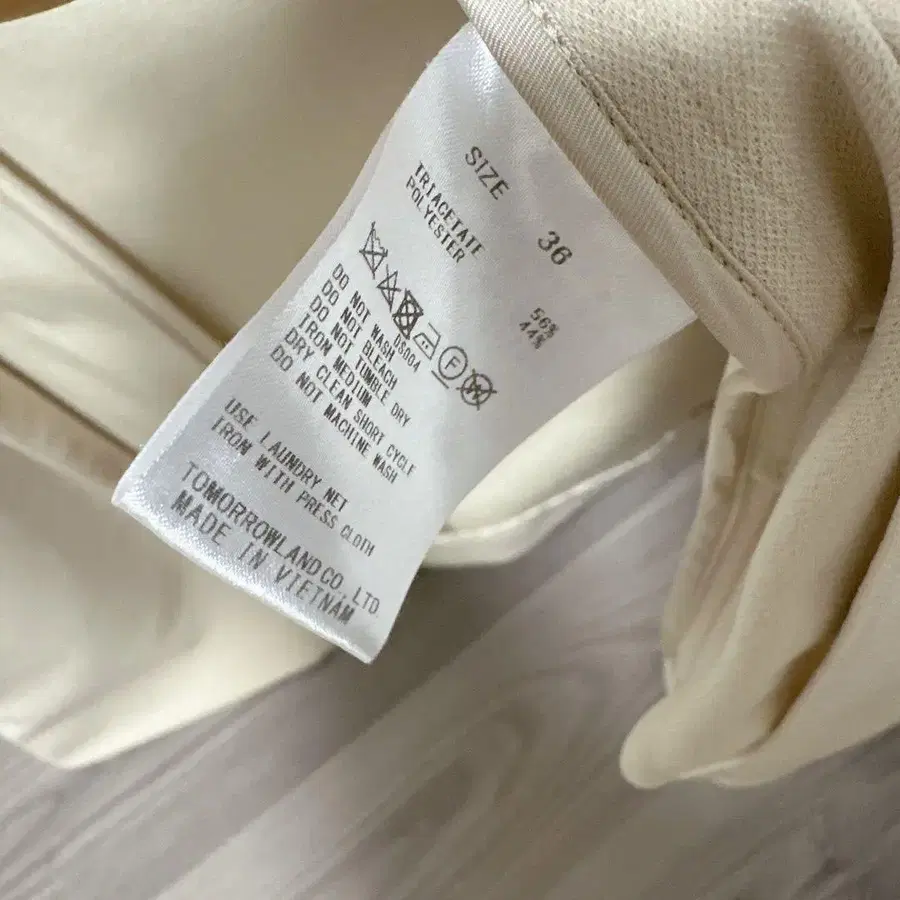 SIZE 36
TRIACETATE 56%
POLYESTER 44%
DS004
DO NOT WASH
DO NOT BLEACH
DO NOT TUMBLE DRY
IRON MEDIUM
DRY CLEAN SHORT CYCLE
DO NOT MACHINE WASH
USE LAUNDRY NET
IRON WITH PRESS CLOTH
TOMORROWLAND CO., LTD.
MADE IN VIETNAM